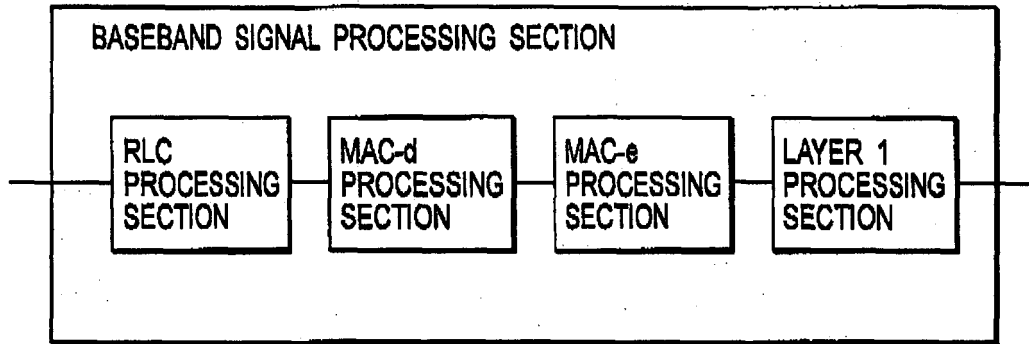 BASEBAND SIGNAL PROCESSING SECTION
RLC
PROCESSING
SECTION
MAC-d
PROCESSING
SECTION
MAC-e
PROCESSING
SECTION
LAYER 1
PROCESSING
SECTION